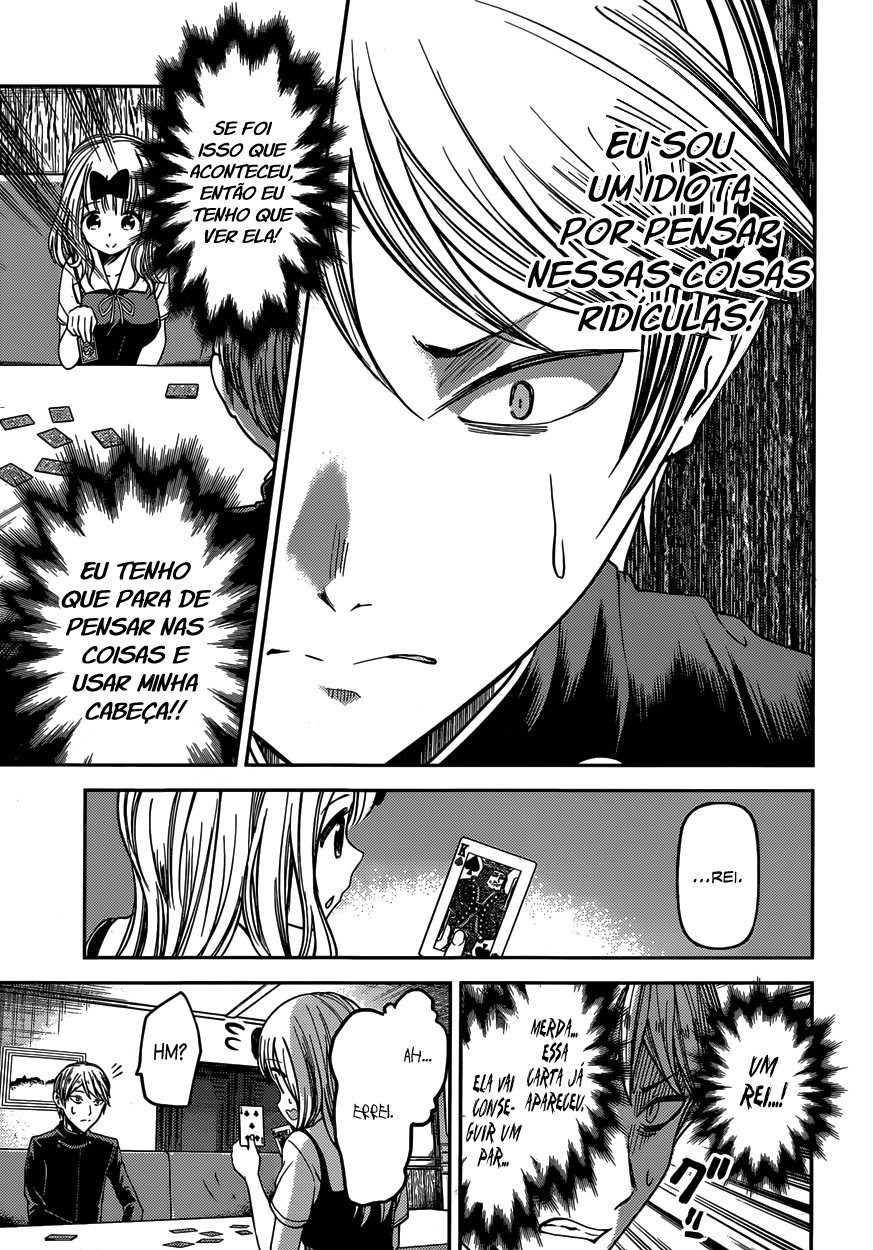 EU SOU
UM IDIOTA
POR PENSAR
NESSAS COISAS
RIDÍCULAS!
SE FOI
ISSO QUE
ACONTECEU,
ENTÃO EU
TENHO QUE
VER ELA!
EU TENHO
QUE PARA DE
PENSAR NAS
COISAS E
USAR MINHA
CABEÇA!!
...REI.
K
UM
REI...!
MERDA...
ESSA
CARTA JÁ
APARECEU.
ELA VAI
CONSE-
GUIR UM
PAR...
グッ
AH...
ERREI.
HM?